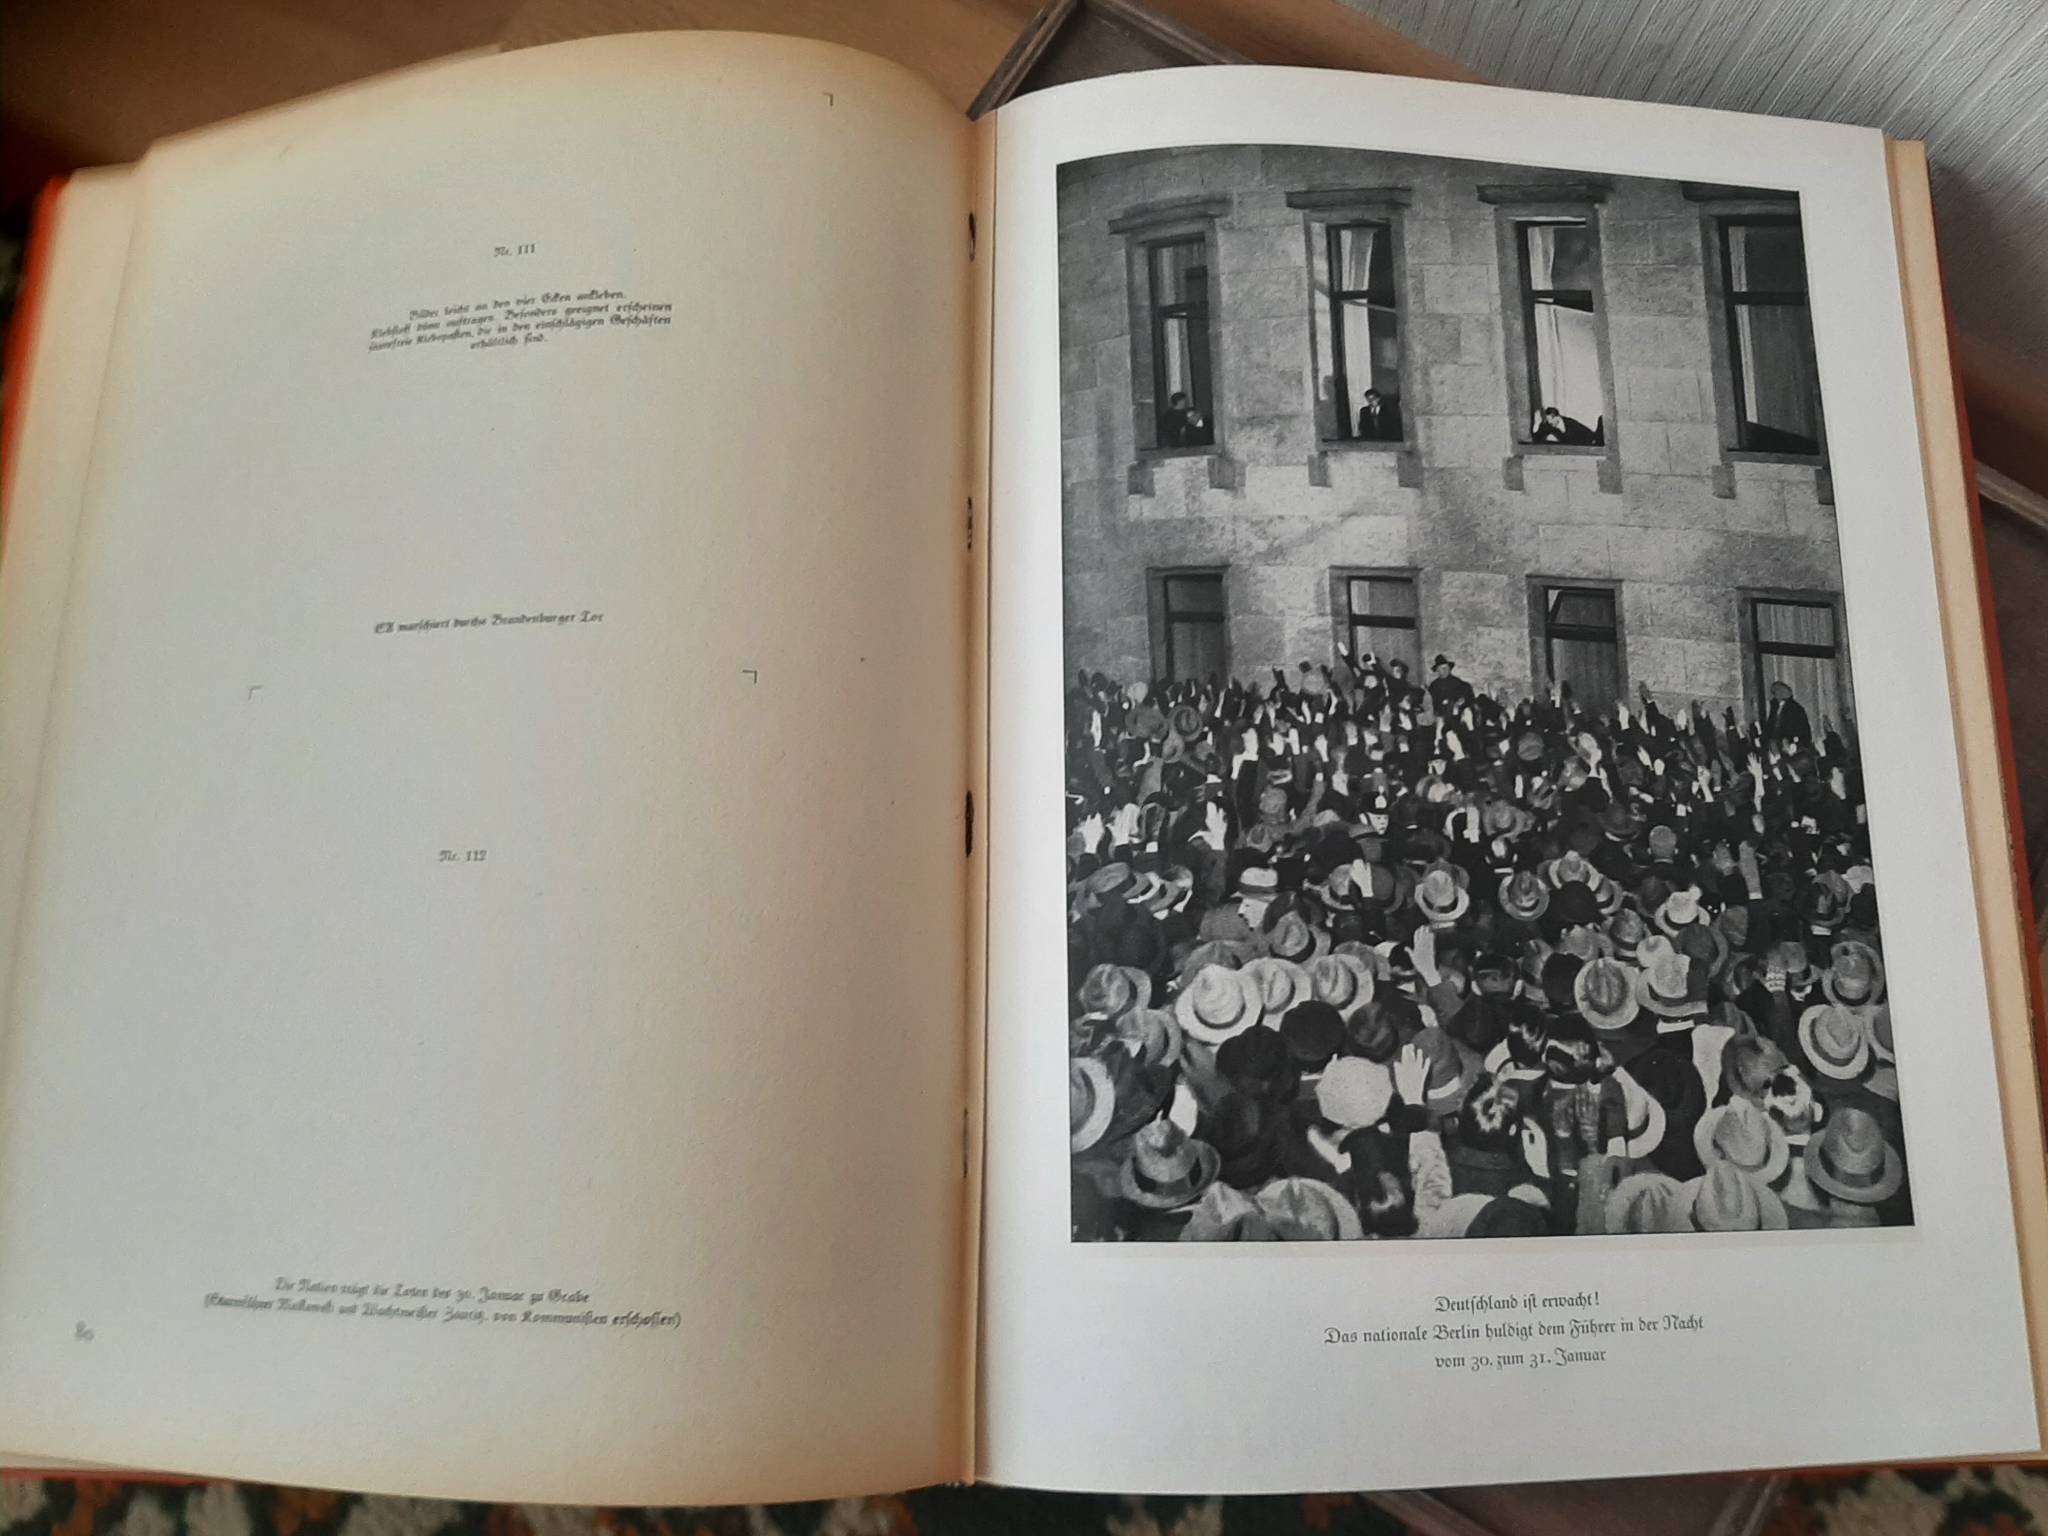 Nr. 111
Bilder leicht an den vier Ecken ankleben.
Klebstoff dünn auftragen. Besonders geeignet erscheinen
säurefreie Klebepasten, die in den einschlägigen Geschäften
erhältlich sind.
SA marschiert durchs Brandenburger Tor
Nr. 112
Die Nation trägt die Toten des 30. Januar zu Grabe
(Sturmführer Maikowski und Wachtmeister Zauritz, von Kommunisten erschossen)
80
Deutschland ist erwacht!
Das nationale Berlin huldigt dem Führer in der Nacht
vom 30. zum 31. Januar